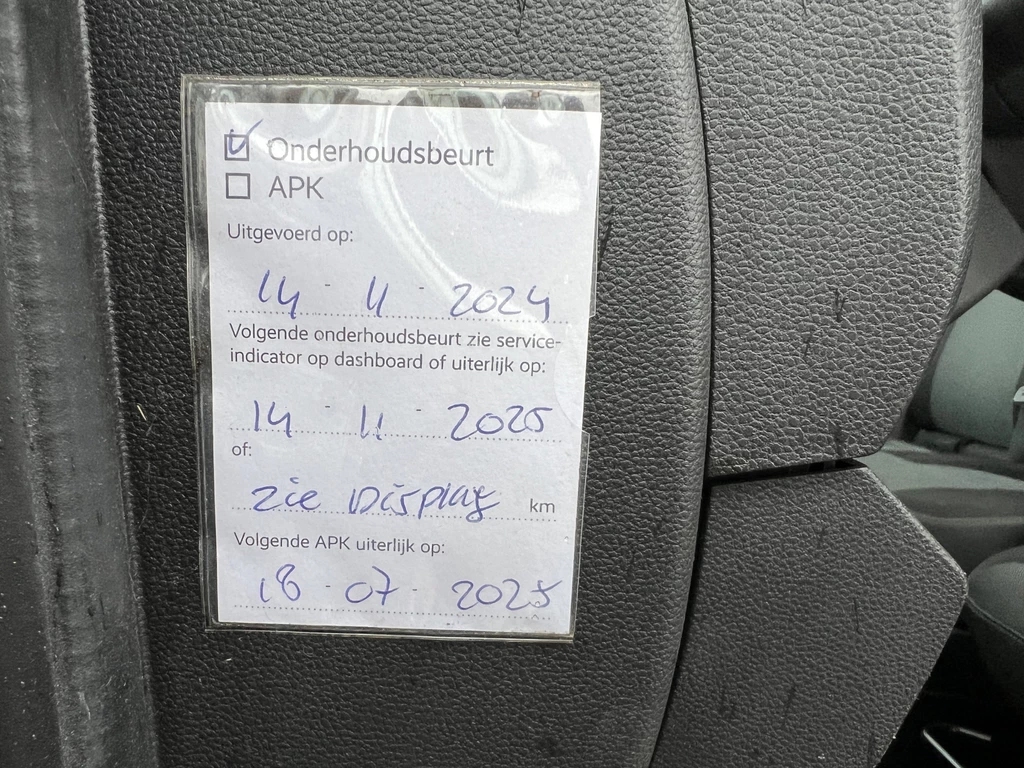 Onderhoudsbeurt
APK
Uitgevoerd op:
14 - 11 - 2024
Volgende onderhoudsbeurt zie service-
indicator op dashboard of uiterlijk op:
14 - 11 - 2025
of:
zie Display km
Volgende APK uiterlijk op:
18 - 07 - 2025